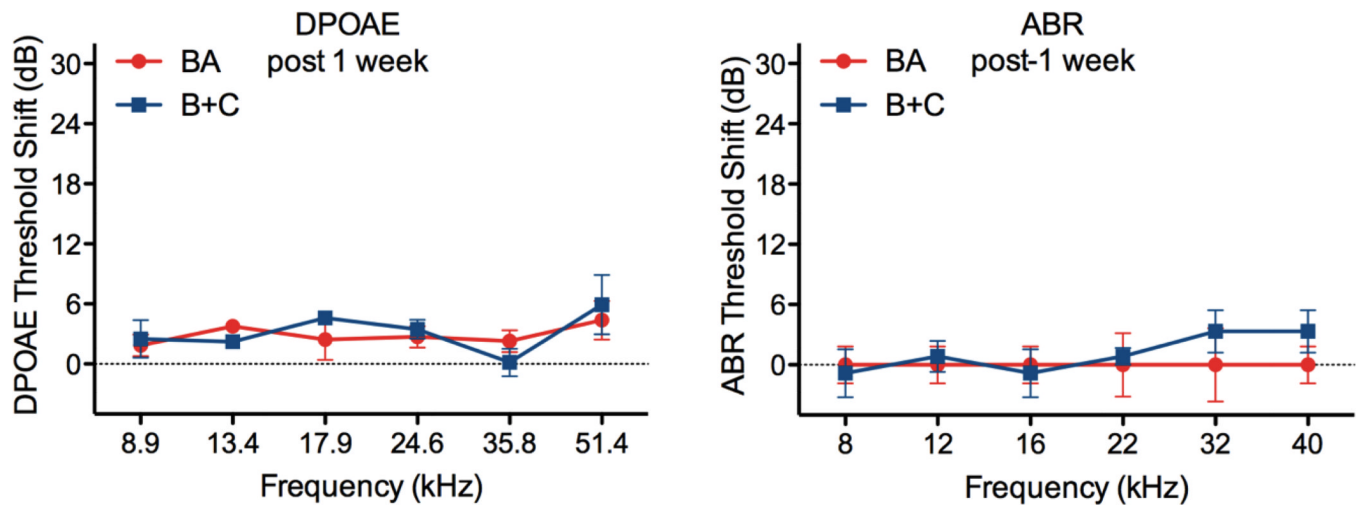 DPOAE
post 1 week
BA
B+C
DPOAE Threshold Shift (dB)
30
24
18
12
6
0
8.9 13.4 17.9 24.6 35.8 51.4
Frequency (kHz)
ABR
post-1 week
BA
B+C
ABR Threshold Shift (dB)
30
24
18
12
6
0
8 12 16 22 32 40
Frequency (kHz)